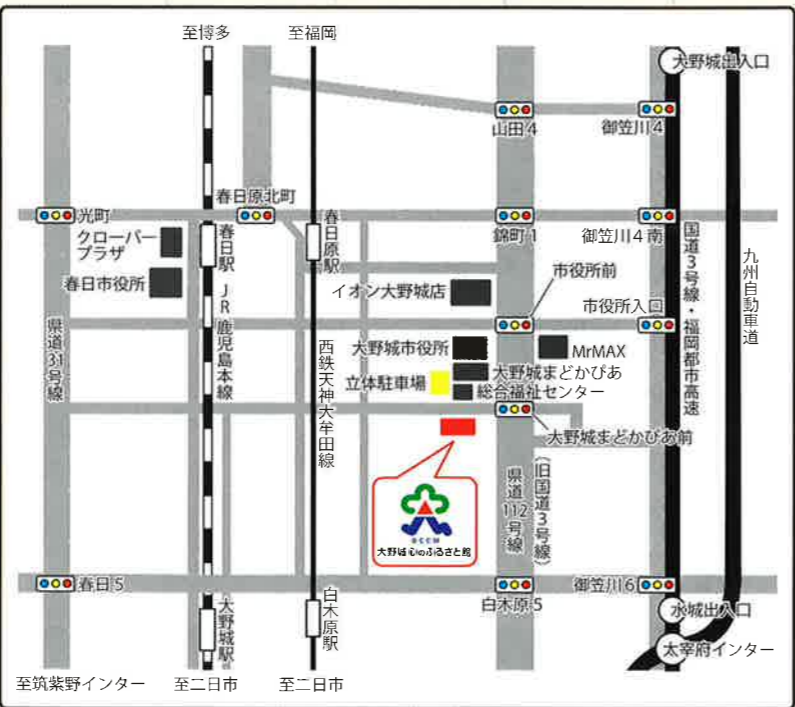 至博多
至福岡
大野城出入口
山田4
御笠川4
春日原北町
光町
錦町1
御笠川4南
クローバー
プラザ
春日駅
春日原駅
国道3号線・福岡都市高速
九州自動車道
春日市役所
イオン大野城店
市役所前
市役所入口
県道31号線
JR鹿児島本線
西鉄天神大牟田線
大野城市役所
MrMAX
立体駐車場
大野城まどかぴあ
総合福祉センター
大野城まどかぴあ前
県道112号線
(旧国道3号線)
OCCM
大野城心のふるさと館
春日5
白木原5
御笠川6
大野城駅
白木原駅
水城出入口
太宰府インター
至筑紫野インター
至二日市
至二日市